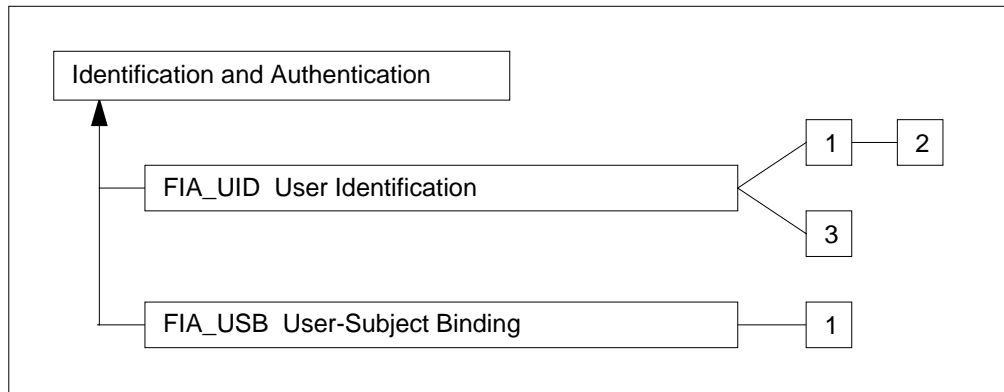 Identification and Authentication
1 2
FIA_UID User Identification
3
FIA_USB User-Subject Binding 1